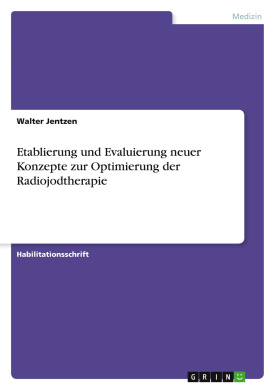 Medizin
Walter Jentzen
Etablierung und Evaluierung neuer
Konzepte zur Optimierung der
Radiojodtherapie
Habilitationsschrift
GRIN